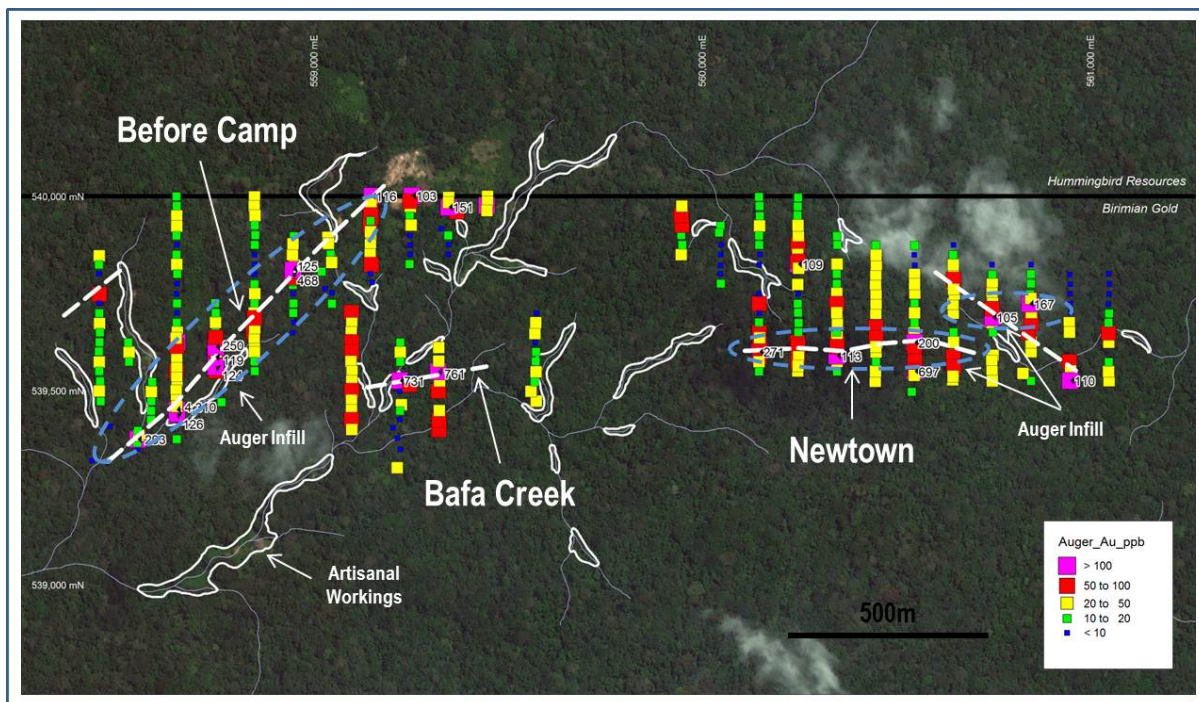 559,000 mE
560,000 mE
561,000 mE
Before Camp
540,000 mN
Hummingbird Resources
Birimian Gold
116
103
151
125
468
109
167
105
250
119
113
200
271
731
761
697
110
126
203
Auger Infill
Auger Infill
539,500 mN
Newtown
Bafa Creek
539,000 mN
Artisanal
Workings
500m
Auger_Au_ppb
> 100
50 to 100
20 to 50
10 to 20
< 10